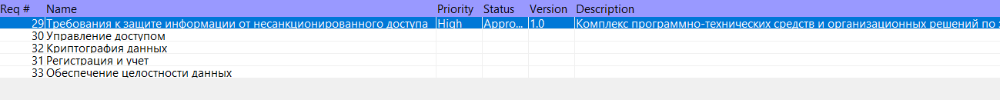 Req # Name Priority Status Version Description
29 Требования к защите информации от несанкционированного доступа High Appro... 1.0 Комплекс программно-технических средств и организационных решений по
30 Управление доступом
32 Криптография данных
31 Регистрация и учет
33 Обеспечение целостности данных